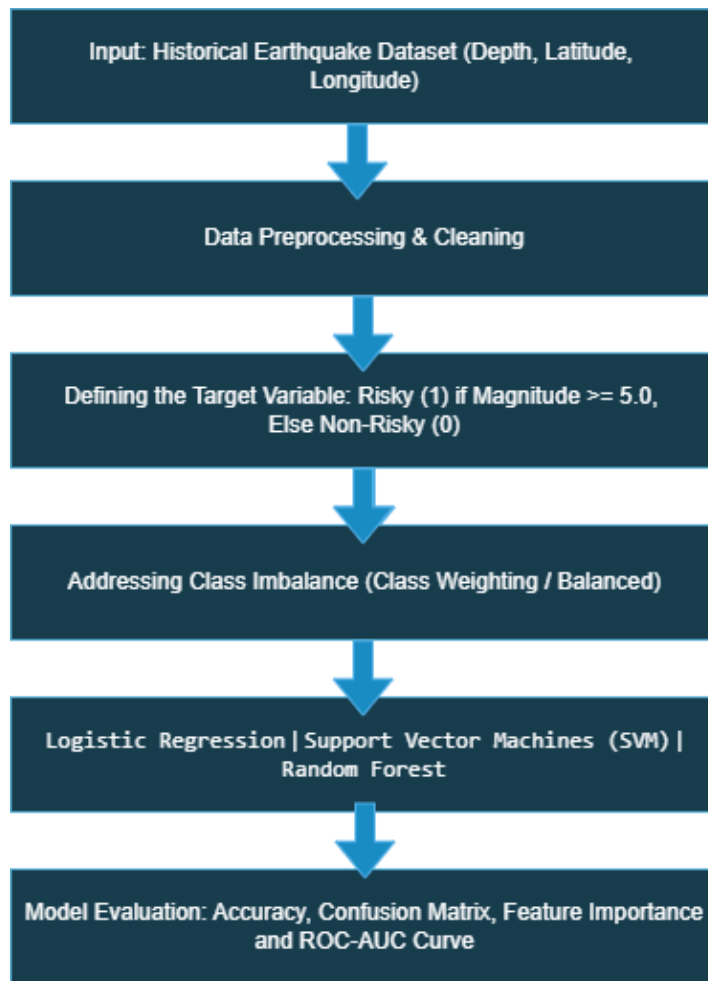 Input: Historical Earthquake Dataset (Depth, Latitude,
Longitude)
Data Preprocessing & Cleaning
Defining the Target Variable: Risky (1) if Magnitude >= 5.0,
Else Non-Risky (0)
Addressing Class Imbalance (Class Weighting / Balanced)
Logistic Regression|Support Vector Machines (SVM)|
Random Forest
Model Evaluation: Accuracy, Confusion Matrix, Feature Importance
and ROC-AUC Curve